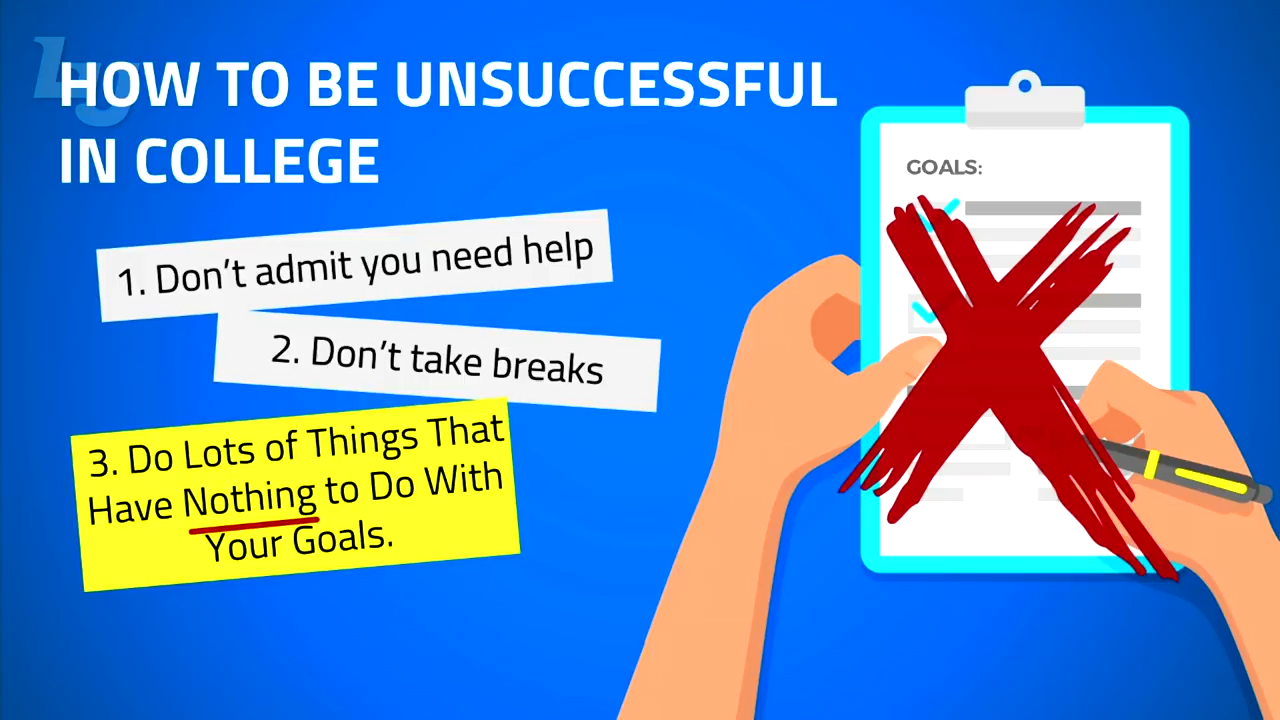 HOW TO BE UNSUCCESSFUL
IN COLLEGE
1. Don't admit you need help
2. Don't take breaks
3. Do Lots of Things That
Have Nothing to Do With
Your Goals.
GOALS: